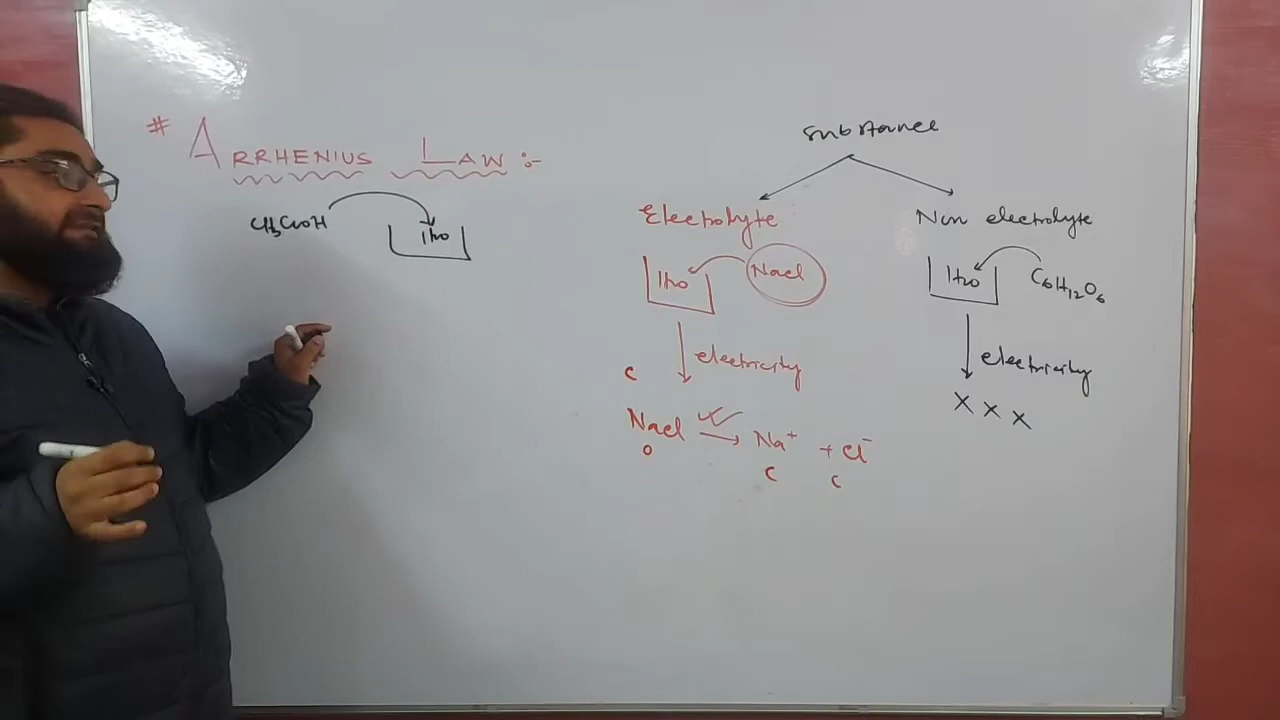 # ARRHENIUS LAW :-
CH3COOH
H2O
substance
Electrolyte
H2O
NaCl
electricity
C
NaCl → Na+ + Cl-
O C C
Non electrolyte
H2O
C6H12O6
electricity
X X X